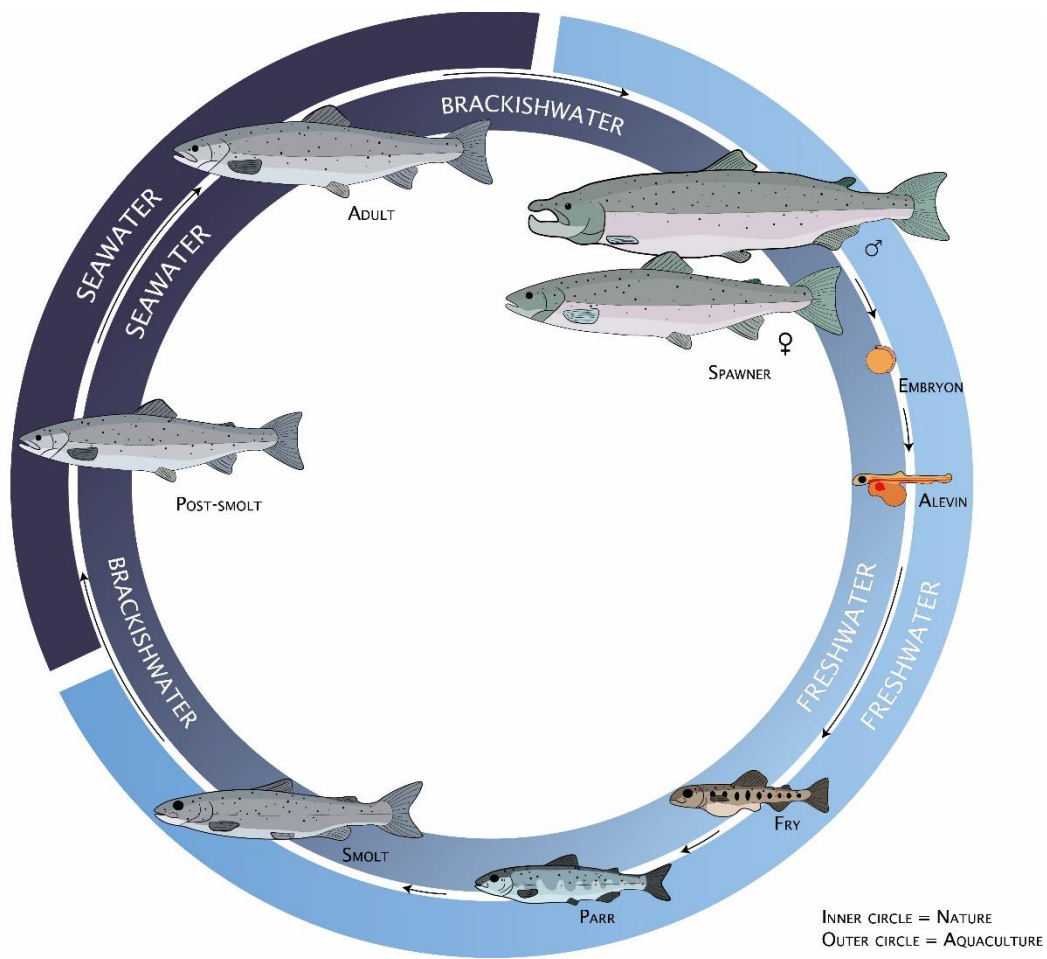 BRACKISHWATER
SEAWATER
SEAWATER
ADULT
♂
♀
SPAWNER
EMBRYON
ALEVIN
POST-SMOLT
BRACKISHWATER
FRESHWATER
FRESHWATER
FRY
SMOLT
PARR
INNER CIRCLE = NATURE
OUTER CIRCLE = AQUACULTURE